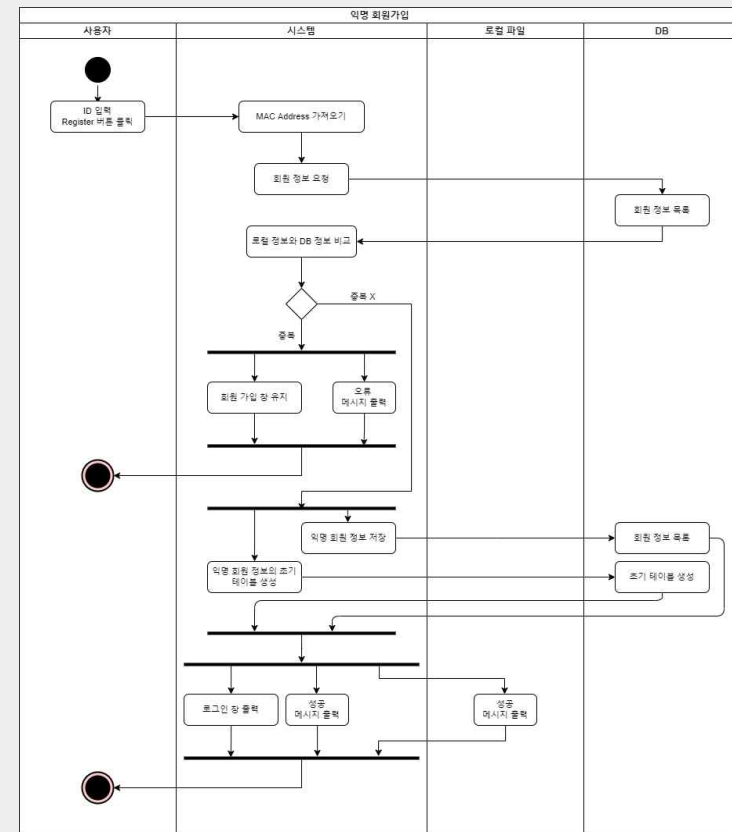 익명 회원가입
사용자
시스템
로컬 파일
DB
ID 입력
Register 버튼 클릭
MAC Address 가져오기
회원 정보 요청
회원 정보 목록
로컬 정보와 DB 정보 비교
중복 X
중복
회원 가입 창 유지
오류
메시지 출력
익명 회원 정보 저장
회원 정보 목록
익명 회원 정보의 초기
테이블 생성
초기 테이블 생성
로그인 창 출력
성공
메시지 출력
성공
메시지 출력